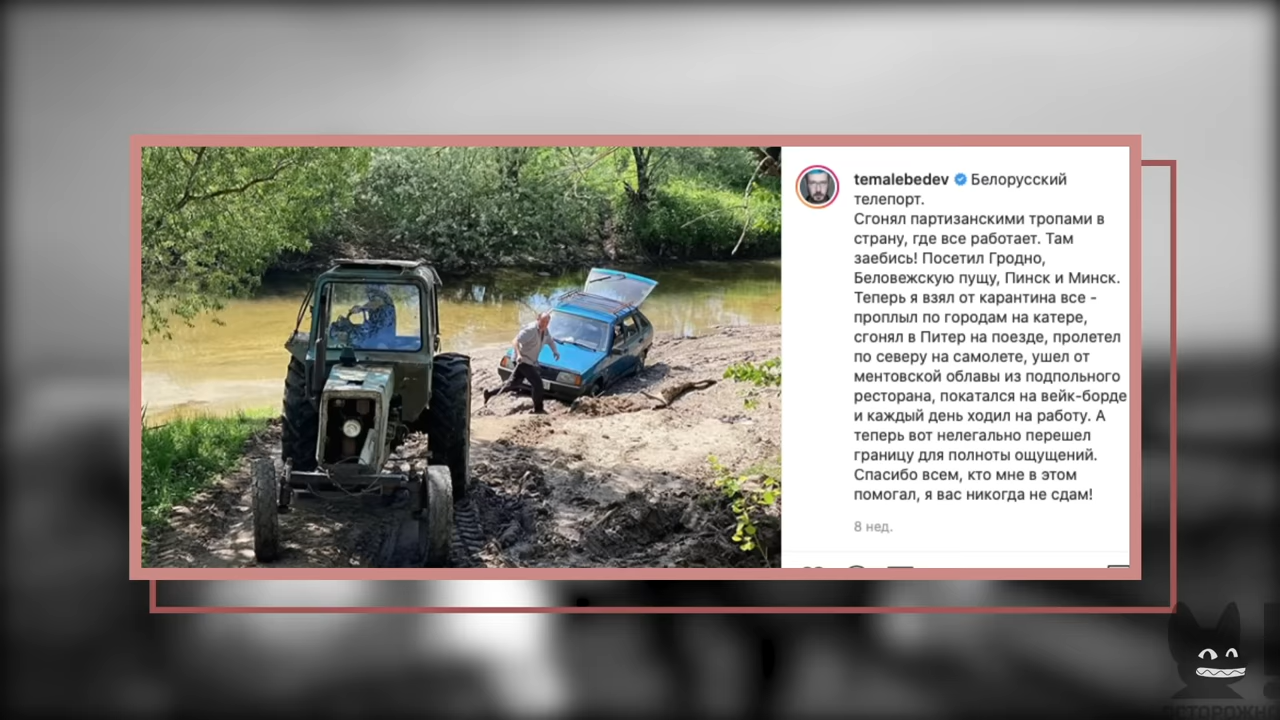 temalebedev Белорусский
телепорт.
Сгонял партизанскими тропами в
страну, где все работает. Там
заебись! Посетил Гродно,
Беловежскую пущу, Пинск и Минск.
Теперь я взял от карантина все -
проплыл по городам на катере,
сгонял в Питер на поезде, пролетел
по северу на самолете, ушел от
ментовской облавы из подпольного
ресторана, покатался на вейк-борде
и каждый день ходил на работу. А
теперь вот нелегально перешел
границу для полноты ощущений.
Спасибо всем, кто мне в этом
помогал, я вас никогда не сдам!
8 нед.
ОСТОРОЖНО